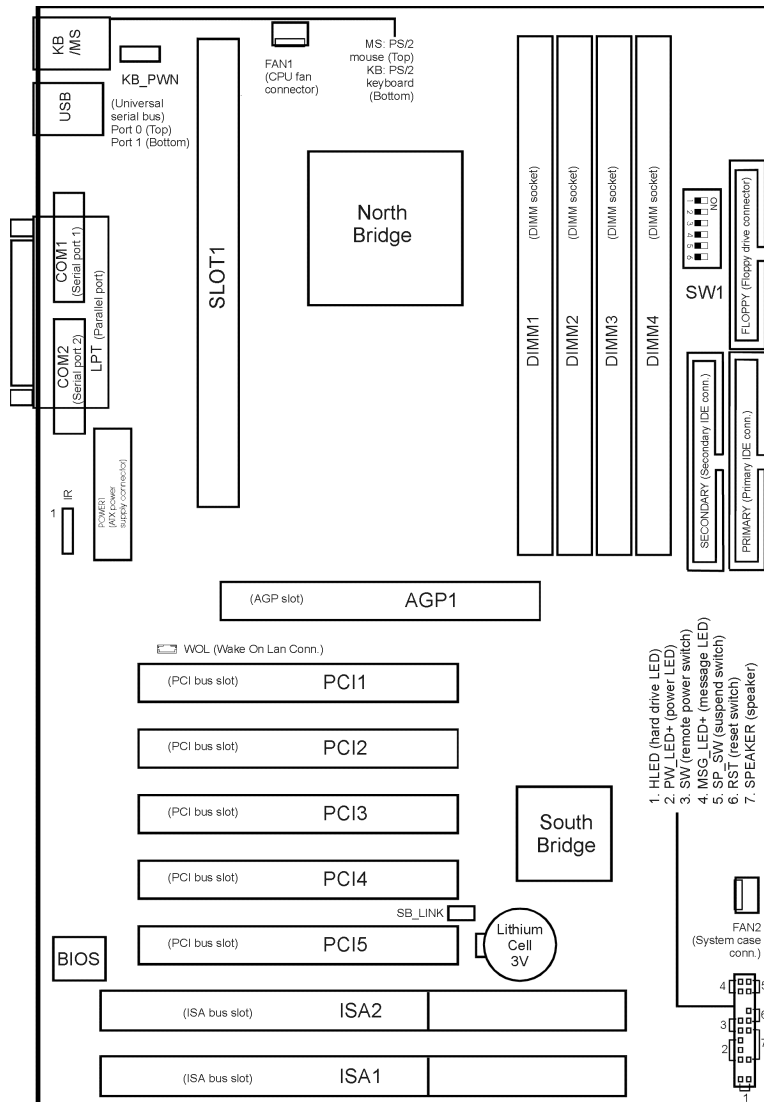 KB
/MS
KB_PWN
USB
(Universal
serial bus)
Port 0 (Top)
Port 1 (Bottom)
FAN1
(CPU fan
connector)
MS: PS/2
mouse (Top)
KB: PS/2
keyboard
(Bottom)
COM1
(Serial port 1)
COM2
(Serial port 2)
LPT (Parallel port)
SLOT1
North
Bridge
DIMM1 (DIMM socket)
DIMM2 (DIMM socket)
DIMM3 (DIMM socket)
DIMM4 (DIMM socket)
1 2 3 4 5 6
NO
SW1
FLOPPY (Floppy drive connector)
SECONDARY (Secondary IDE conn.)
PRIMARY (Primary IDE conn.)
1
IR
POWER1
(ATX power
supply connector)
(AGP slot) AGP1
WOL (Wake On Lan Conn.)
(PCI bus slot) PCI1
(PCI bus slot) PCI2
(PCI bus slot) PCI3
(PCI bus slot) PCI4
SB_LINK
(PCI bus slot) PCI5
BIOS
Lithium
Cell
3V
South
Bridge
1. HLED (hard drive LED)
2. PW_LED+ (power LED)
3. SW (remote power switch)
4. MSG_LED+ (message LED)
5. SP_SW (suspend switch)
6. RST (reset switch)
7. SPEAKER (speaker)
FAN2
(System case
conn.)
4 5
6
3
2 7
1
(ISA bus slot) ISA2
(ISA bus slot) ISA1